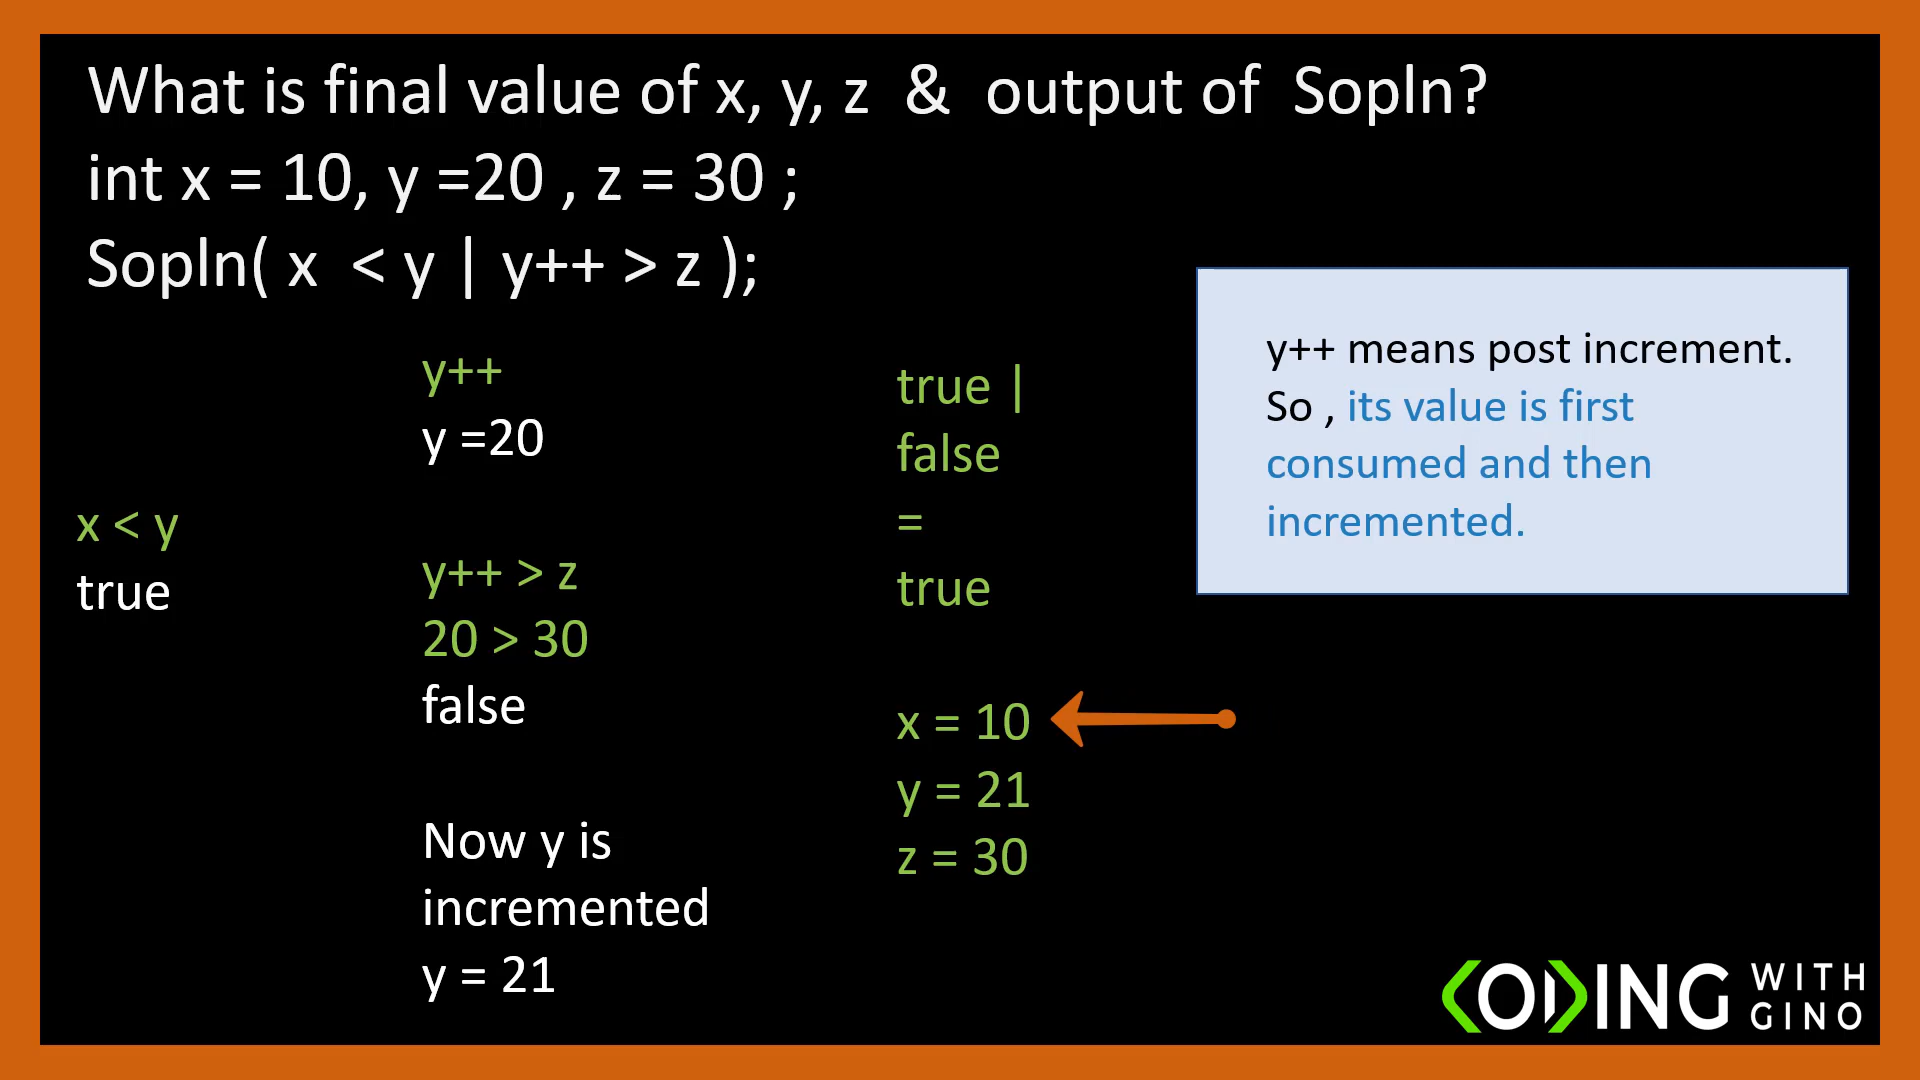 What is final value of x, y, z & output of Sopln?
int x = 10, y =20 , z = 30 ;
Sopln( x < y | y++ > z );
x < y
true
y++
y =20
y++ > z
20 > 30
false
Now y is
incremented
y = 21
true |
false
=
true
x = 10
y = 21
z = 30
y++ means post increment.
So , its value is first
consumed and then
incremented.
CODING WITH
GINO